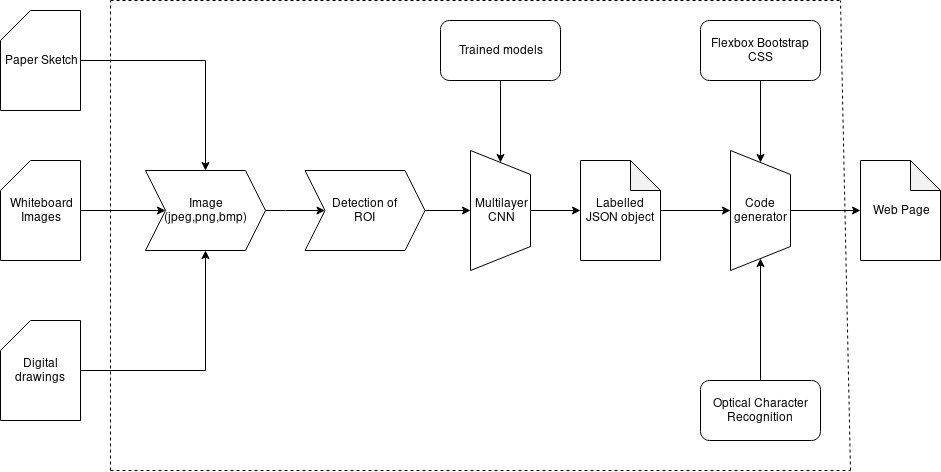 Paper Sketch
Trained models
Flexbox Bootstrap
CSS
Whiteboard
Images
Image
(jpeg,png,bmp)
Detection of
ROI
Multilayer
CNN
Labelled
JSON object
Code
generator
Web Page
Digital
drawings
Optical Character
Recognition